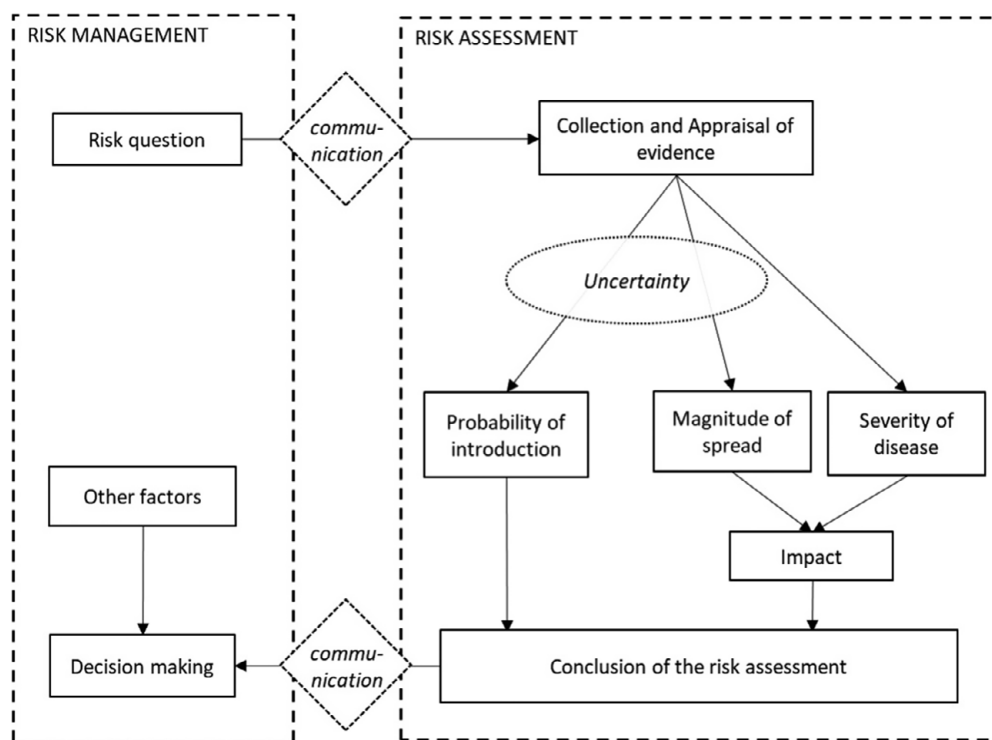 RISK MANAGEMENT
RISK ASSESSMENT
Risk question
commu-
nication
Collection and Appraisal of
evidence
Uncertainty
Probability of
introduction
Magnitude of
spread
Severity of
disease
Other factors
Impact
Decision making
commu-
nication
Conclusion of the risk assessment